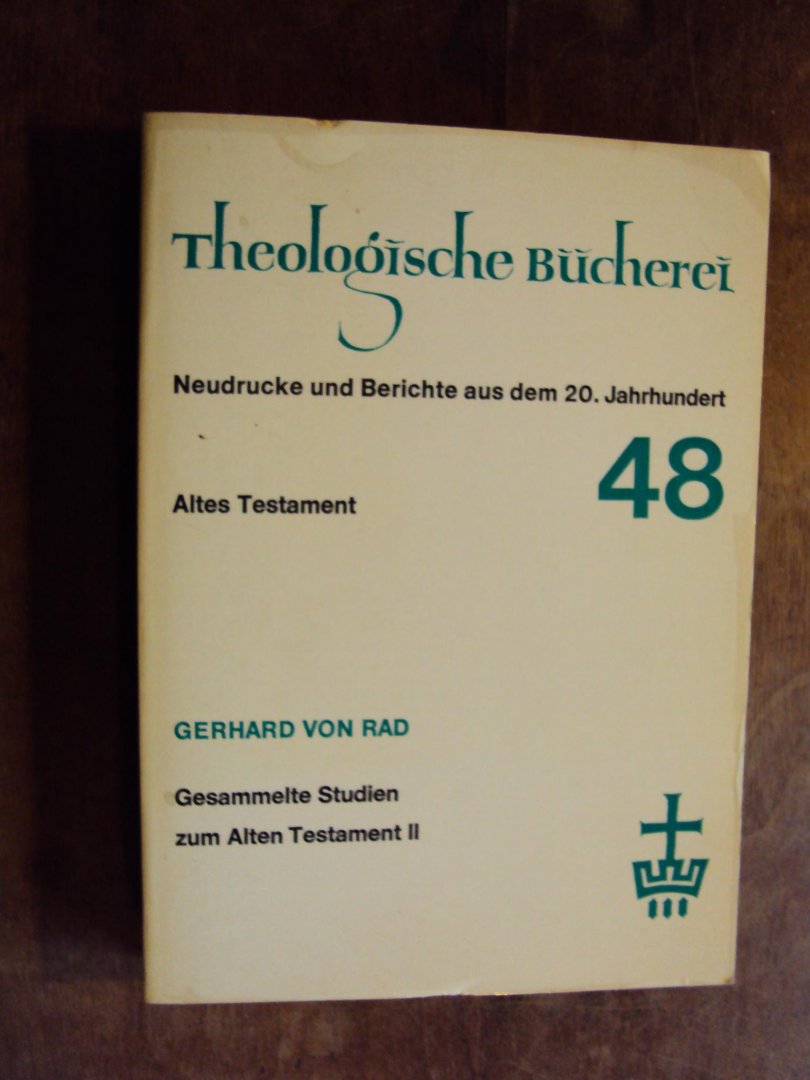 Theologische Bücherei
Neudrucke und Berichte aus dem 20. Jahrhundert
48
Altes Testament
GERHARD VON RAD
Gesammelte Studien
zum Alten Testament II